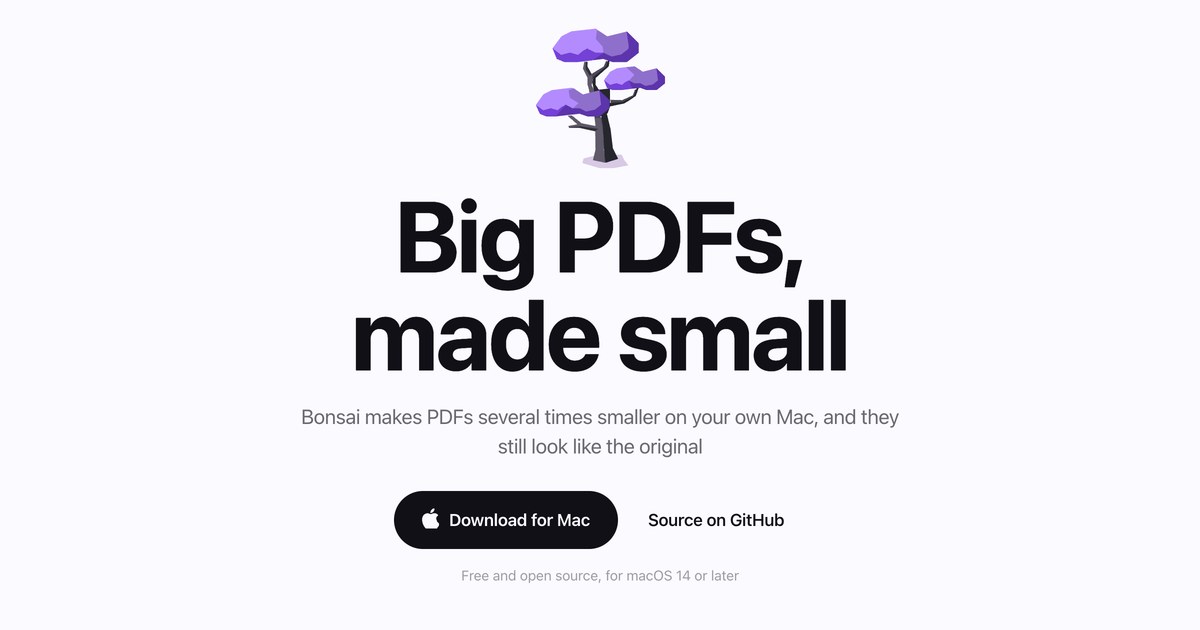 Big PDFs,
made small
Bonsai makes PDFs several times smaller on your own Mac, and they
still look like the original
Download for Mac
Source on GitHub
Free and open source, for macOS 14 or later